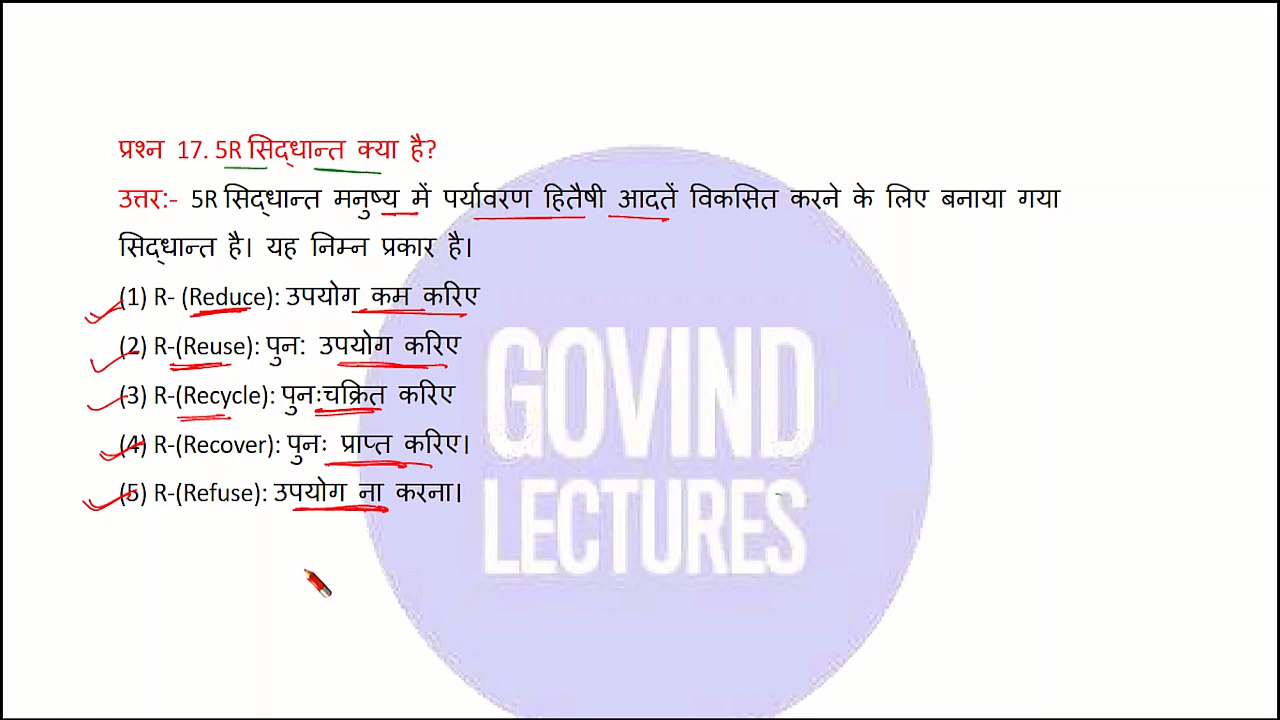 प्रश्न 17. 5R सिद्धान्त क्या है?
उत्तर:- 5R सिद्धान्त मनुष्य में पर्यावरण हितैषी आदतें विकसित करने के लिए बनाया गया
सिद्धान्त है। यह निम्न प्रकार है।
(1) R- (Reduce): उपयोग कम करिए
(2) R-(Reuse): पुन: उपयोग करिए
(3) R-(Recycle): पुनःचक्रित करिए
(4) R-(Recover): पुनः प्राप्त करिए।
(5) R-(Refuse): उपयोग ना करना।
GOVIND
LECTURES